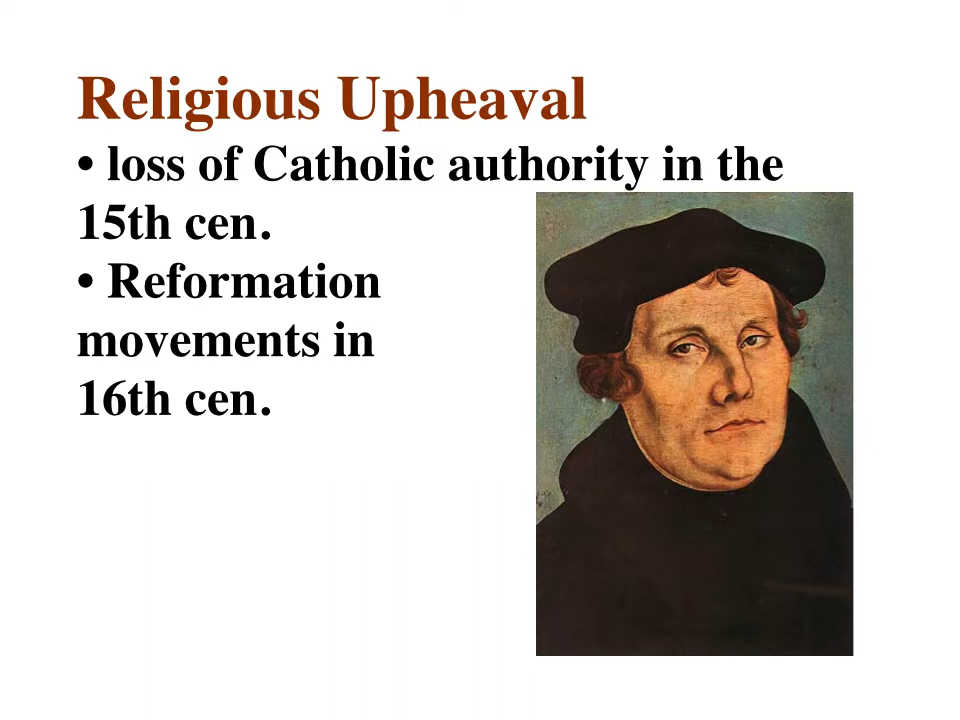 Religious Upheaval
• loss of Catholic authority in the
15th cen.
• Reformation
movements in
16th cen.